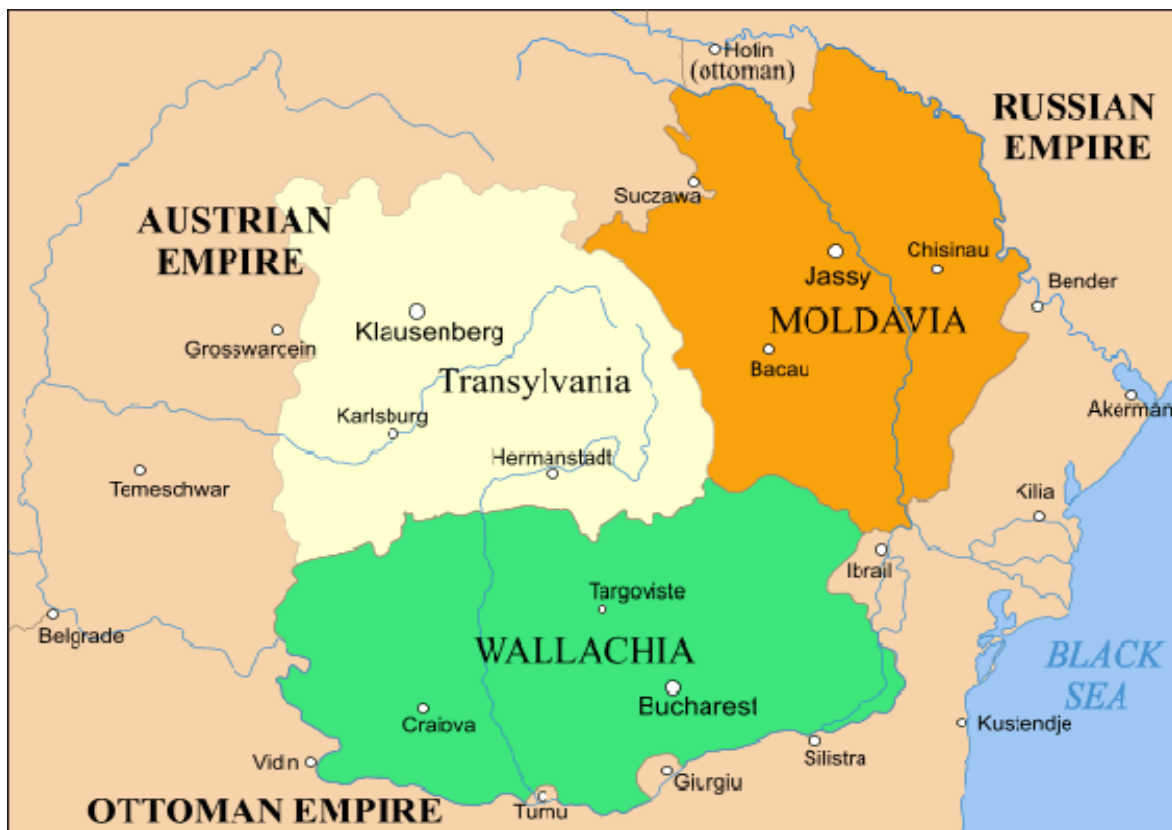 Hotin
(ottoman)
RUSSIAN
EMPIRE
Suczawa
AUSTRIAN
EMPIRE
Jassy
Chisinau
Bender
MOLDAVIA
Klausenberg
Grosswarcein
Bacau
Transylvania
Akerman
Karlsburg
Hermanstadt
Temeschwar
Kilia
Ibrail
Targoviste
Belgrade
WALLACHIA
BLACK
SEA
Bucharest
Craiova
Kustendje
Silistra
Vidin
Giurgiu
OTTOMAN EMPIRE
Turnu